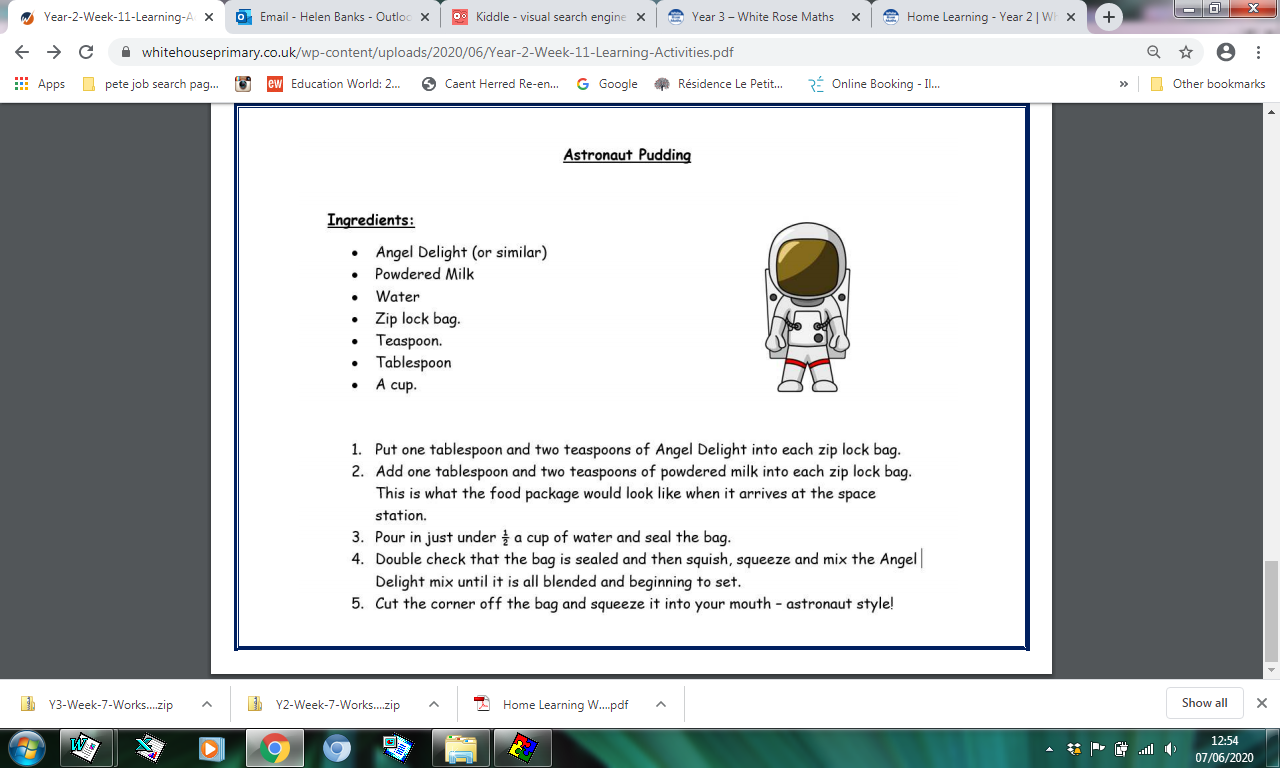 Year-2-Week-11-Learning-A
Email - Helen Banks - Outloo
Kiddle - visual search engine
Year 3 – White Rose Maths
Home Learning - Year 2 | Wh
whitehouseprimary.co.uk/wp-content/uploads/2020/06/Year-2-Week-11-Learning-Activities.pdf
Apps
pete job search pag...
Education World: 2...
Caent Herred Re-en...
Google
Résidence Le Petit...
Online Booking - Il...
»
Other bookmarks
Astronaut Pudding
Ingredients:
• Angel Delight (or similar)
• Powdered Milk
• Water
• Zip lock bag.
• Teaspoon.
• Tablespoon
• A cup.
1. Put one tablespoon and two teaspoons of Angel Delight into each zip lock bag.
2. Add one tablespoon and two teaspoons of powdered milk into each zip lock bag.
This is what the food package would look like when it arrives at the space
station.
3. Pour in just under ½ a cup of water and seal the bag.
4. Double check that the bag is sealed and then squish, squeeze and mix the Angel
Delight mix until it is all blended and beginning to set.
5. Cut the corner off the bag and squeeze it into your mouth – astronaut style!
Y3-Week-7-Works....zip
Y2-Week-7-Works....zip
Home Learning W....pdf
Show all
12:54
07/06/2020